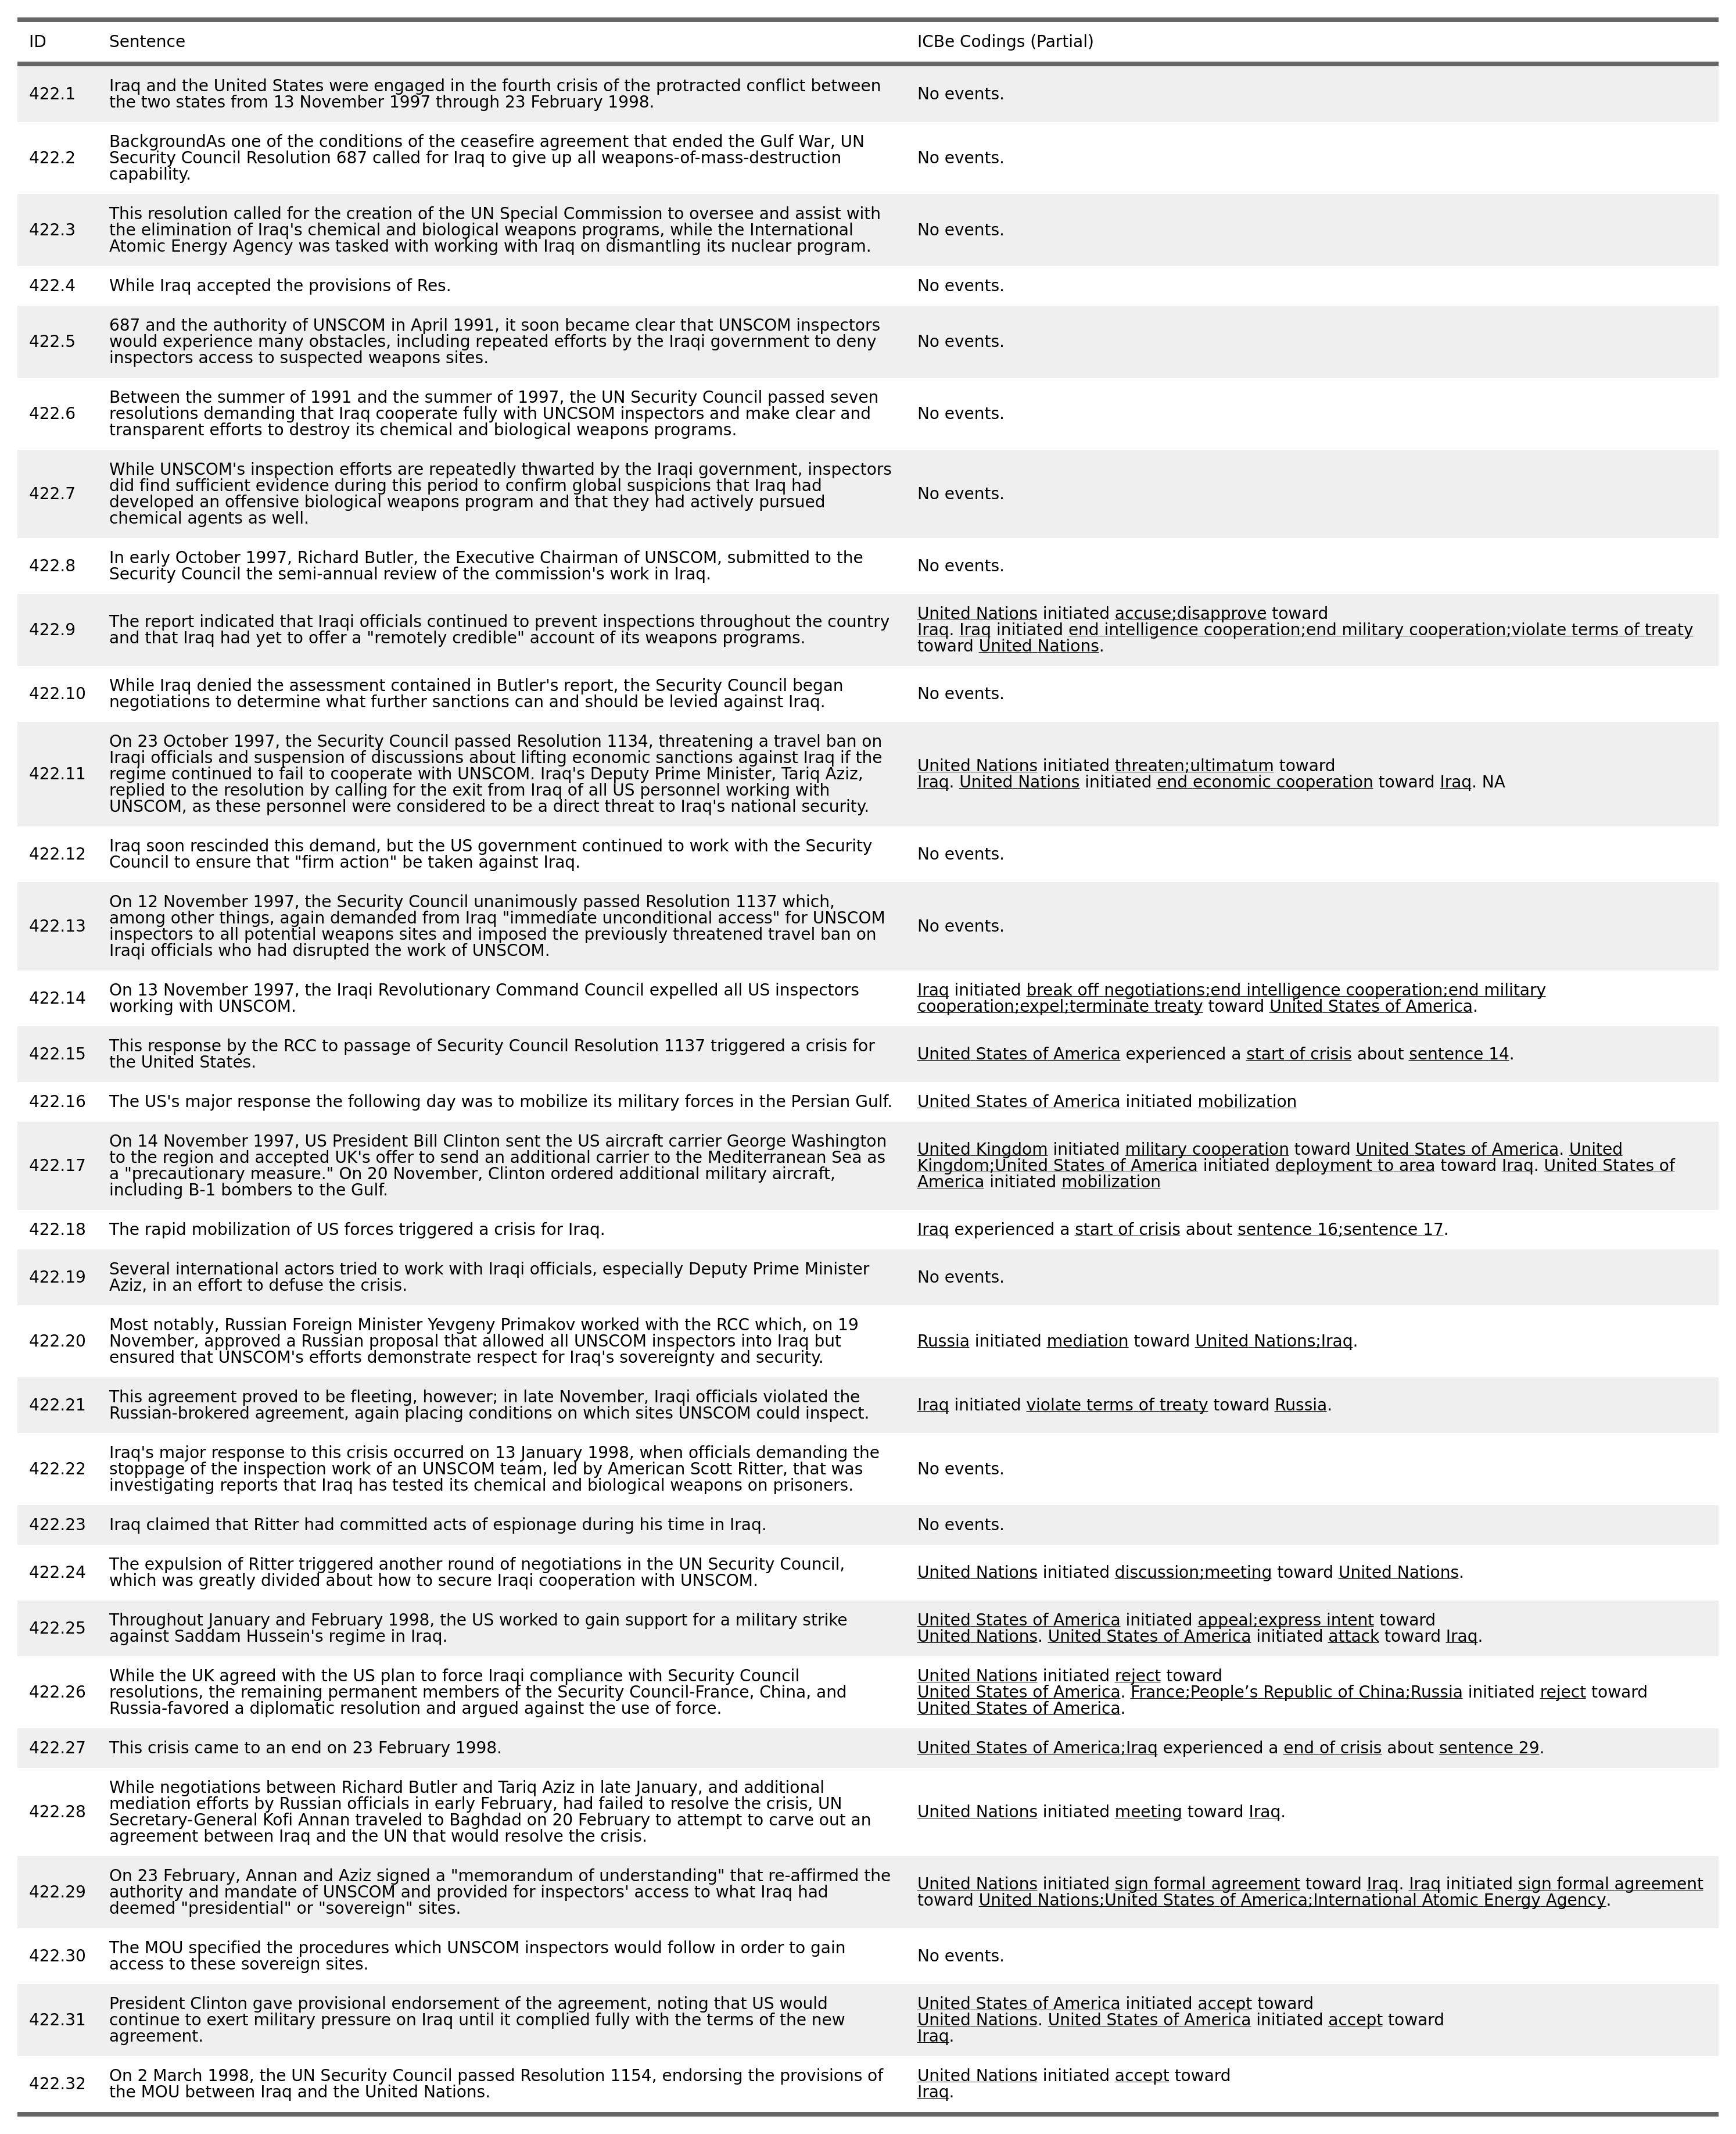 ID Sentence ICBe Codings (Partial)
422.1 Iraq and the United States were engaged in the fourth crisis of the protracted conflict between
the two states from 13 November 1997 through 23 February 1998.
No events.
422.2 BackgroundAs one of the conditions of the ceasefire agreement that ended the Gulf War, UN
Security Council Resolution 687 called for Iraq to give up all weapons-of-mass-destruction
capability.
No events.
422.3 This resolution called for the creation of the UN Special Commission to oversee and assist with
the elimination of Iraq's chemical and biological weapons programs, while the International
Atomic Energy Agency was tasked with working with Iraq on dismantling its nuclear program.
No events.
422.4 While Iraq accepted the provisions of Res.
No events.
422.5 687 and the authority of UNSCOM in April 1991, it soon became clear that UNSCOM inspectors
would experience many obstacles, including repeated efforts by the Iraqi government to deny
inspectors access to suspected weapons sites.
No events.
422.6 Between the summer of 1991 and the summer of 1997, the UN Security Council passed seven
resolutions demanding that Iraq cooperate fully with UNCSOM inspectors and make clear and
transparent efforts to destroy its chemical and biological weapons programs.
No events.
422.7 While UNSCOM's inspection efforts are repeatedly thwarted by the Iraqi government, inspectors
did find sufficient evidence during this period to confirm global suspicions that Iraq had
developed an offensive biological weapons program and that they had actively pursued
chemical agents as well.
No events.
422.8 In early October 1997, Richard Butler, the Executive Chairman of UNSCOM, submitted to the
Security Council the semi-annual review of the commission's work in Iraq.
No events.
422.9 The report indicated that Iraqi officials continued to prevent inspections throughout the country
and that Iraq had yet to offer a "remotely credible" account of its weapons programs.
United Nations initiated accuse;disapprove toward
Iraq. Iraq initiated end intelligence cooperation;end military cooperation;violate terms of treaty
toward United Nations.
422.10 While Iraq denied the assessment contained in Butler's report, the Security Council began
negotiations to determine what further sanctions can and should be levied against Iraq.
No events.
422.11 On 23 October 1997, the Security Council passed Resolution 1134, threatening a travel ban on
Iraqi officials and suspension of discussions about lifting economic sanctions against Iraq if the
regime continued to fail to cooperate with UNSCOM. Iraq's Deputy Prime Minister, Tariq Aziz,
replied to the resolution by calling for the exit from Iraq of all US personnel working with
UNSCOM, as these personnel were considered to be a direct threat to Iraq's national security.
United Nations initiated threaten;ultimatum toward
Iraq. United Nations initiated end economic cooperation toward Iraq. NA
422.12 Iraq soon rescinded this demand, but the US government continued to work with the Security
Council to ensure that "firm action" be taken against Iraq.
No events.
422.13 On 12 November 1997, the Security Council unanimously passed Resolution 1137 which,
among other things, again demanded from Iraq "immediate unconditional access" for UNSCOM
inspectors to all potential weapons sites and imposed the previously threatened travel ban on
Iraqi officials who had disrupted the work of UNSCOM.
No events.
422.14 On 13 November 1997, the Iraqi Revolutionary Command Council expelled all US inspectors
working with UNSCOM.
Iraq initiated break off negotiations;end intelligence cooperation;end military
cooperation;expel;terminate treaty toward United States of America.
422.15 This response by the RCC to passage of Security Council Resolution 1137 triggered a crisis for
the United States.
United States of America experienced a start of crisis about sentence 14.
422.16 The US's major response the following day was to mobilize its military forces in the Persian Gulf.
United States of America initiated mobilization
422.17 On 14 November 1997, US President Bill Clinton sent the US aircraft carrier George Washington
to the region and accepted UK's offer to send an additional carrier to the Mediterranean Sea as
a "precautionary measure." On 20 November, Clinton ordered additional military aircraft,
including B-1 bombers to the Gulf.
United Kingdom initiated military cooperation toward United States of America. United
Kingdom;United States of America initiated deployment to area toward Iraq. United States of
America initiated mobilization
422.18 The rapid mobilization of US forces triggered a crisis for Iraq.
Iraq experienced a start of crisis about sentence 16;sentence 17.
422.19 Several international actors tried to work with Iraqi officials, especially Deputy Prime Minister
Aziz, in an effort to defuse the crisis.
No events.
422.20 Most notably, Russian Foreign Minister Yevgeny Primakov worked with the RCC which, on 19
November, approved a Russian proposal that allowed all UNSCOM inspectors into Iraq but
ensured that UNSCOM's efforts demonstrate respect for Iraq's sovereignty and security.
Russia initiated mediation toward United Nations;Iraq.
422.21 This agreement proved to be fleeting, however; in late November, Iraqi officials violated the
Russian-brokered agreement, again placing conditions on which sites UNSCOM could inspect.
Iraq initiated violate terms of treaty toward Russia.
422.22 Iraq's major response to this crisis occurred on 13 January 1998, when officials demanding the
stoppage of the inspection work of an UNSCOM team, led by American Scott Ritter, that was
investigating reports that Iraq has tested its chemical and biological weapons on prisoners.
No events.
422.23 Iraq claimed that Ritter had committed acts of espionage during his time in Iraq.
No events.
422.24 The expulsion of Ritter triggered another round of negotiations in the UN Security Council,
which was greatly divided about how to secure Iraqi cooperation with UNSCOM.
United Nations initiated discussion;meeting toward United Nations.
422.25 Throughout January and February 1998, the US worked to gain support for a military strike
against Saddam Hussein's regime in Iraq.
United States of America initiated appeal;express intent toward
United Nations. United States of America initiated attack toward Iraq.
422.26 While the UK agreed with the US plan to force Iraqi compliance with Security Council
resolutions, the remaining permanent members of the Security Council-France, China, and
Russia-favored a diplomatic resolution and argued against the use of force.
United Nations initiated reject toward
United States of America. France;People’s Republic of China;Russia initiated reject toward
United States of America.
422.27 This crisis came to an end on 23 February 1998.
United States of America;Iraq experienced a end of crisis about sentence 29.
422.28 While negotiations between Richard Butler and Tariq Aziz in late January, and additional
mediation efforts by Russian officials in early February, had failed to resolve the crisis, UN
Secretary-General Kofi Annan traveled to Baghdad on 20 February to attempt to carve out an
agreement between Iraq and the UN that would resolve the crisis.
United Nations initiated meeting toward Iraq.
422.29 On 23 February, Annan and Aziz signed a "memorandum of understanding" that re-affirmed the
authority and mandate of UNSCOM and provided for inspectors' access to what Iraq had
deemed "presidential" or "sovereign" sites.
United Nations initiated sign formal agreement toward Iraq. Iraq initiated sign formal agreement
toward United Nations;United States of America;International Atomic Energy Agency.
422.30 The MOU specified the procedures which UNSCOM inspectors would follow in order to gain
access to these sovereign sites.
No events.
422.31 President Clinton gave provisional endorsement of the agreement, noting that US would
continue to exert military pressure on Iraq until it complied fully with the terms of the new
agreement.
United States of America initiated accept toward
United Nations. United States of America initiated accept toward
Iraq.
422.32 On 2 March 1998, the UN Security Council passed Resolution 1154, endorsing the provisions of
the MOU between Iraq and the United Nations.
United Nations initiated accept toward
Iraq.